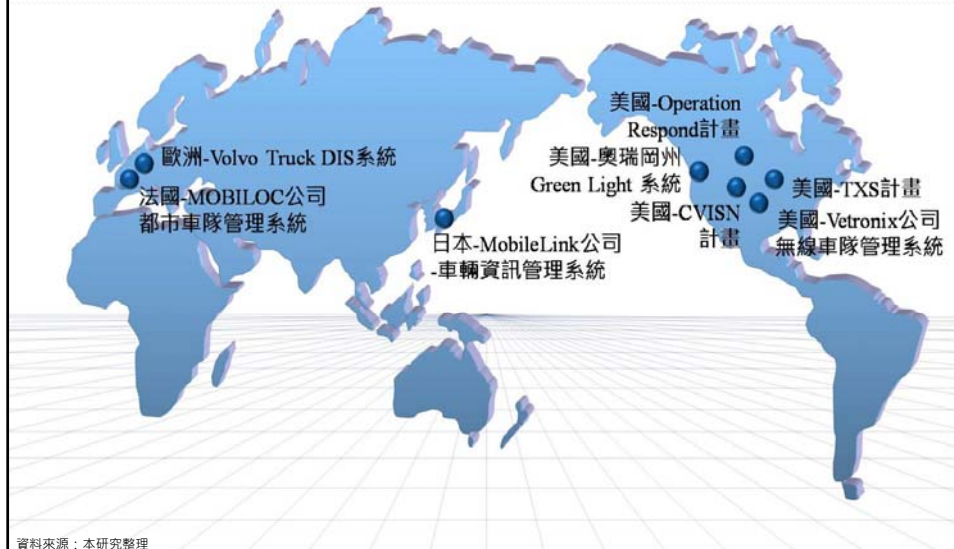 歐洲-Volvo Truck DIS系統
法國-MOBILOC公司
都市車隊管理系統
日本-MobileLink公司
-車輛資訊管理系統
美國-Operation
Respond計畫
美國-奧瑞岡州
Green Light 系統
美國-CVISN
計畫
美國-TXS計畫
美國-Vetronix公司
無線車隊管理系統
資料來源：本研究整理